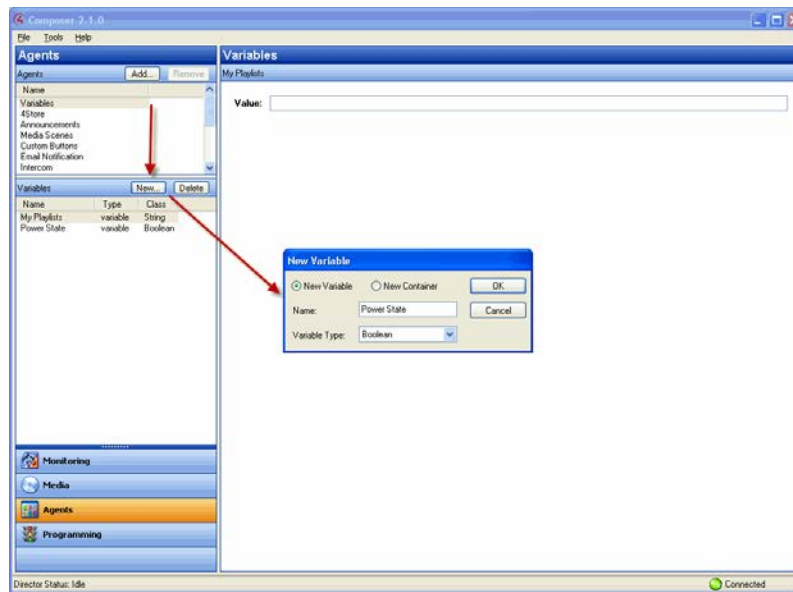 Composer 2.1.0
File Tools Help
Agents
Agents Add... Remove
Name
Variables
4Store
Announcements
Media Scenes
Custom Buttons
Email Notification
Intercom
Variables New... Delete
Name Type Class
My Playlists variable String
Power State variable Boolean
Monitoring
Media
Agents
Programming
Variables
My Playlists
Value:
New Variable
New Variable New Container OK
Name: Power State Cancel
Variable Type: Boolean
Director Status: Idle Connected